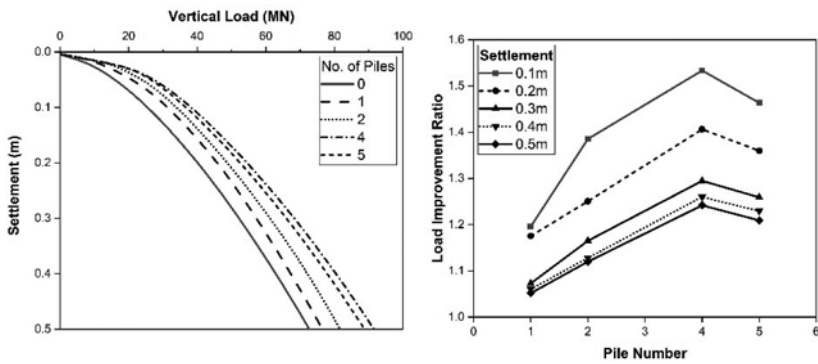 Vertical Load (MN)
0 20 40 60 80 100
Settlement (m)
0.0
0.1
0.2
0.3
0.4
0.5
No. of Piles
0
1
2
4
5
Load Improvement Ratio
1.6
1.5
1.4
1.3
1.2
1.1
1.0
Settlement
0.1m
0.2m
0.3m
0.4m
0.5m
0 1 2 3 4 5 6
Pile Number